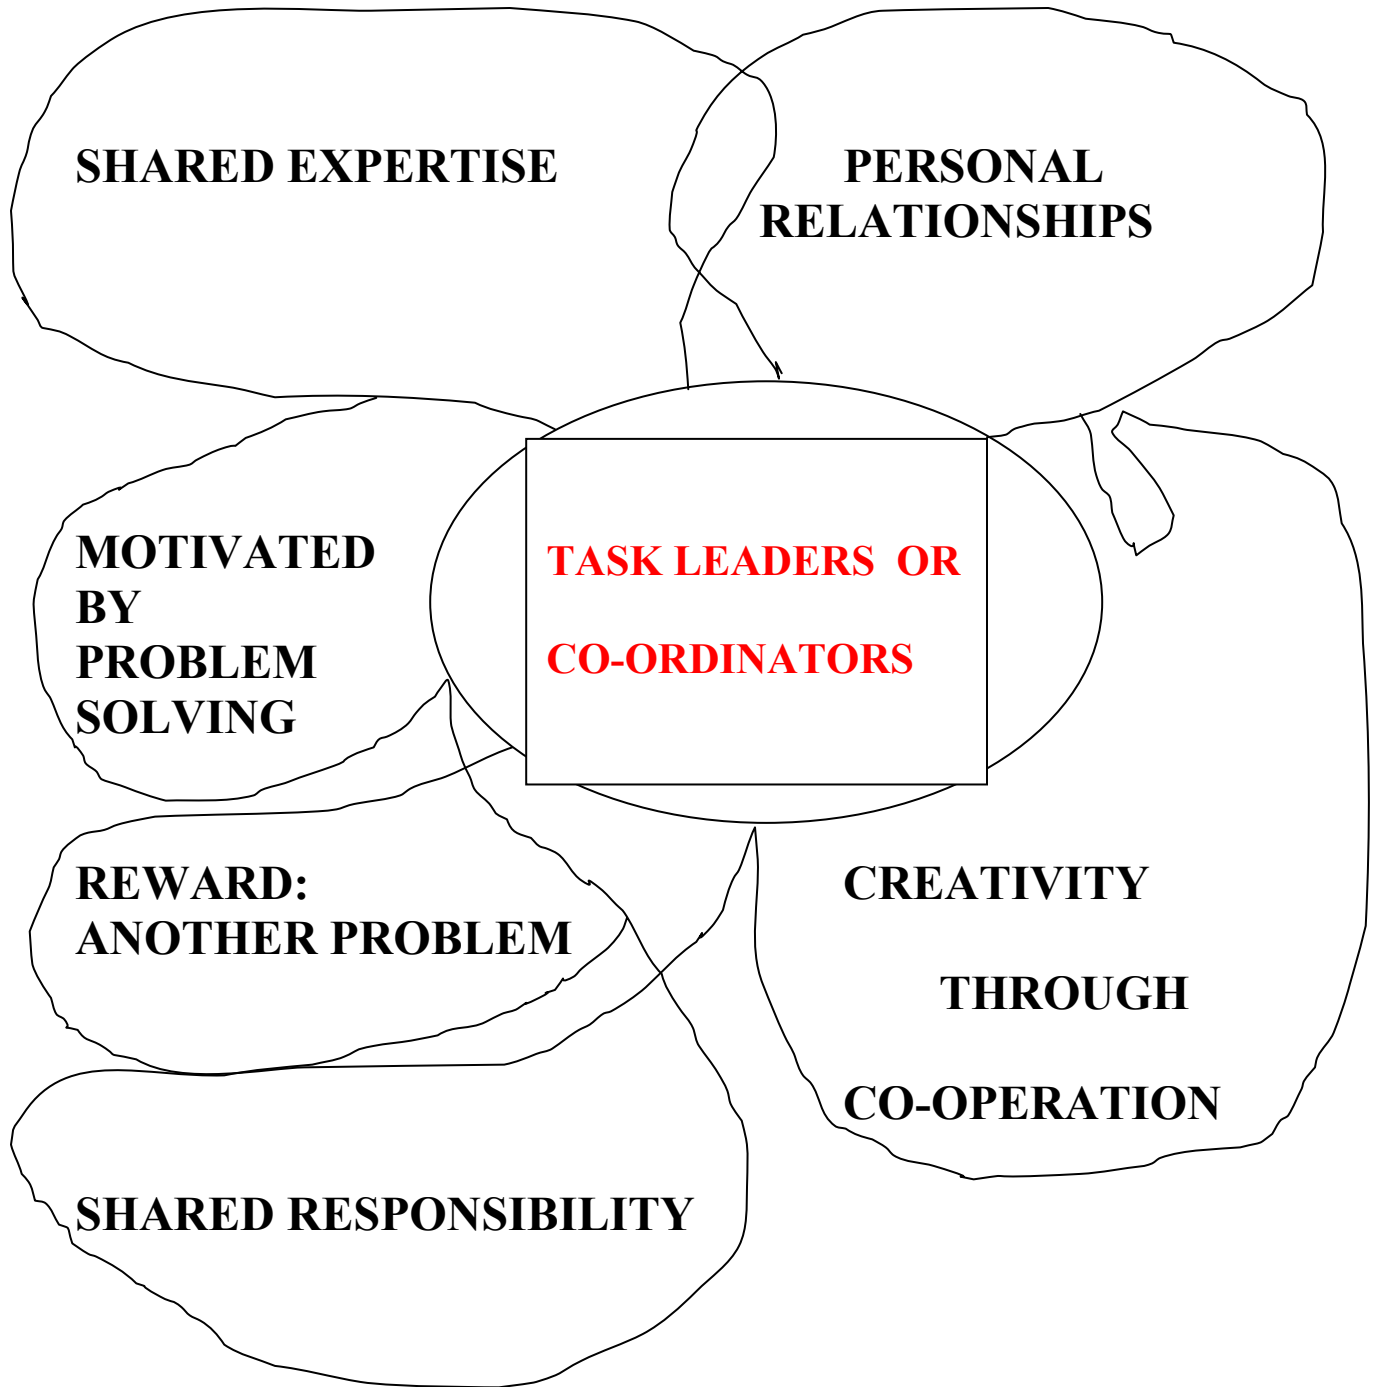 SHARED EXPERTISE
PERSONAL
RELATIONSHIPS
MOTIVATED
BY
PROBLEM
SOLVING
TASK LEADERS OR
CO-ORDINATORS
REWARD:
ANOTHER PROBLEM
CREATIVITY
THROUGH
CO-OPERATION
SHARED RESPONSIBILITY